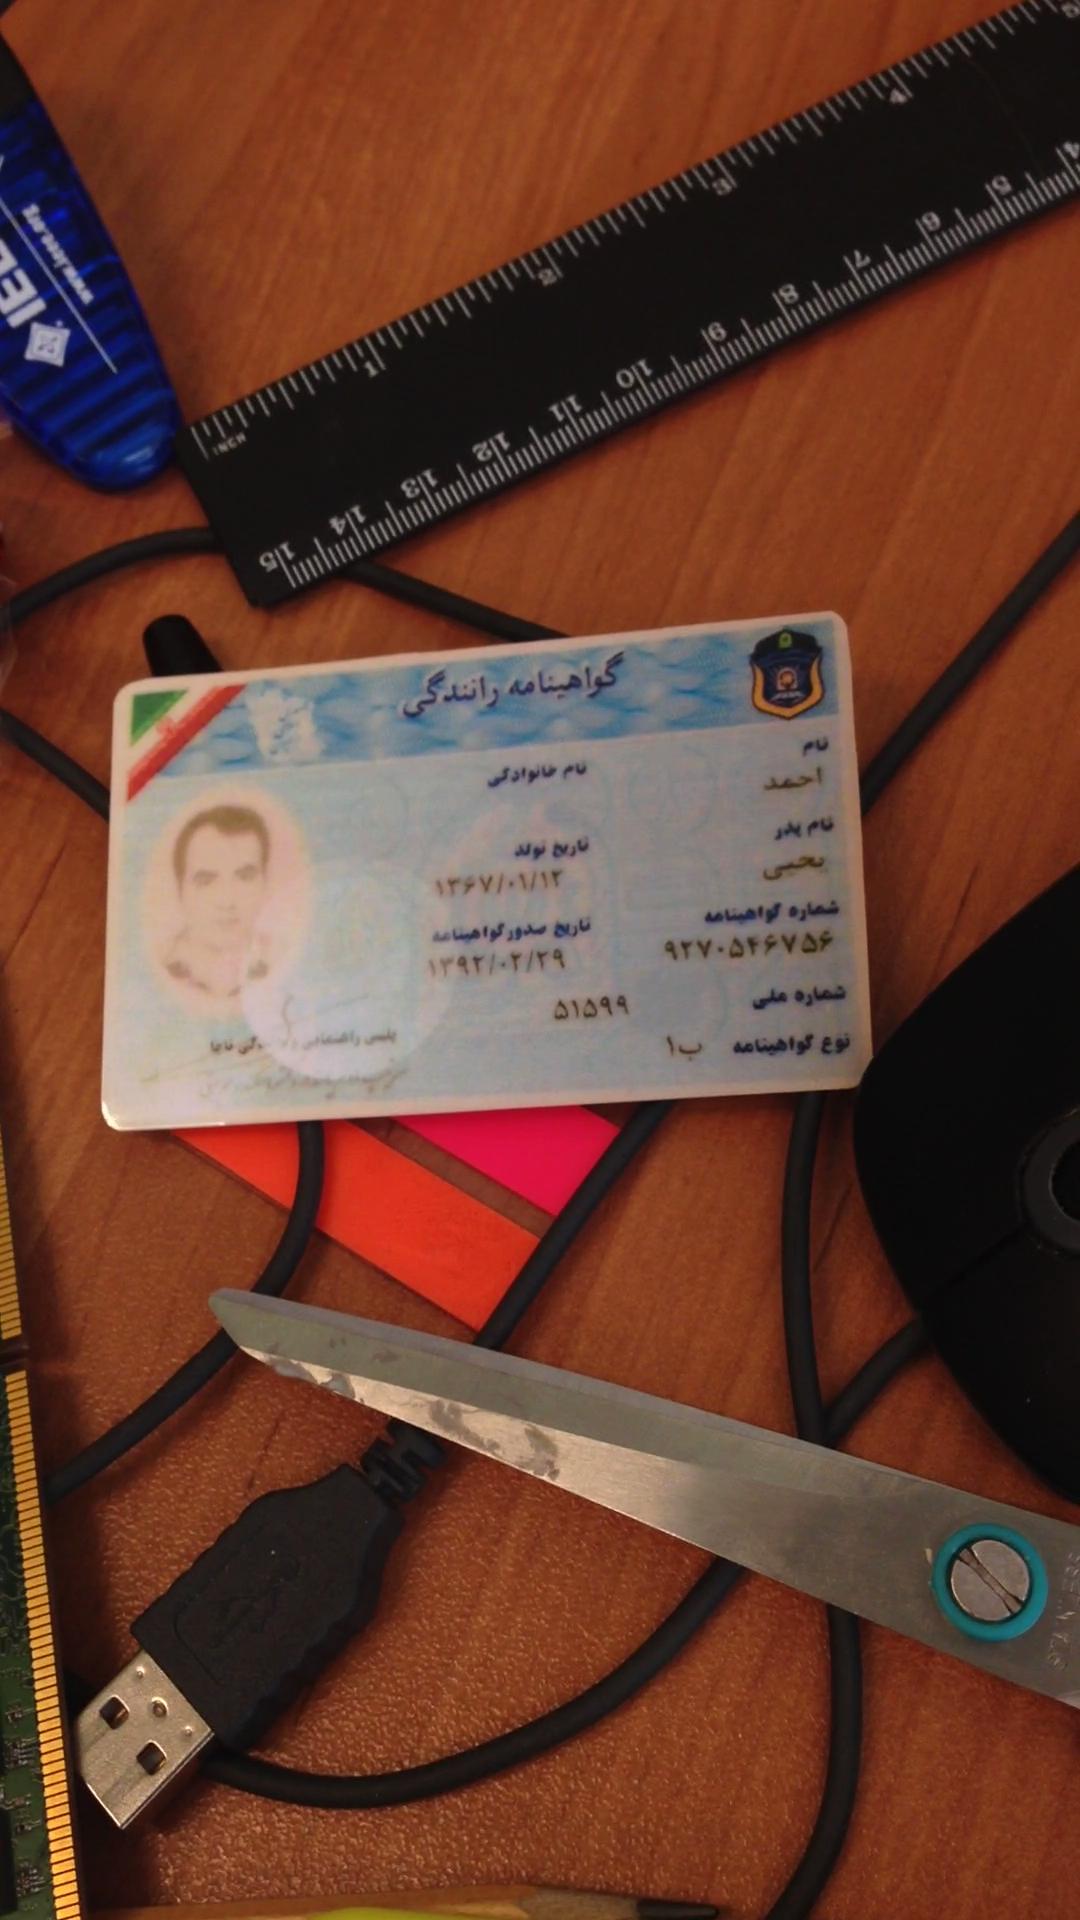 گواهینامه رانندگی
نام
احمد
نام خانوادگی
نام پدر
یحیی
تاریخ تولد
۱۳۶۷/۰۱/۱۲
شماره گواهینامه
۹۲۷۰۵۴۶۷۵۶
تاریخ صدور گواهینامه
۱۳۹۲/۰۲/۲۹
شماره ملی
۵۱۵۹۹
نوع گواهینامه ب۱
پلیس راهنمایی و
ناجا
INCH
1 2 3 4 5
15 14 13 12 11 10 9 8 7 6 5 4